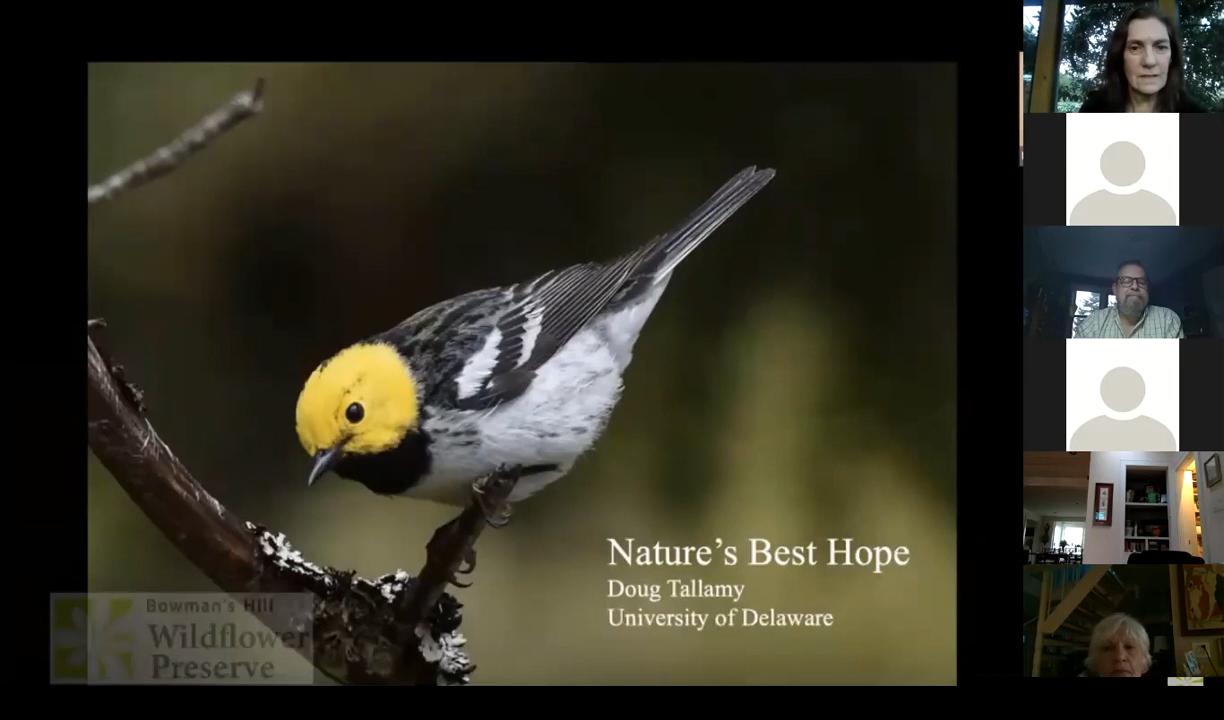 Nature's Best Hope
Doug Tallamy
University of Delaware
Bowman's Hill
Wildflower
Preserve